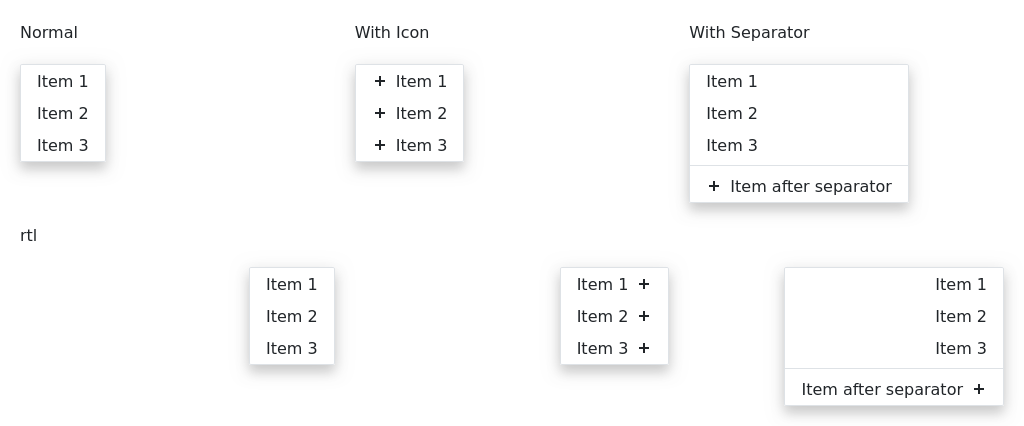 Normal
Item 1
Item 2
Item 3
With Icon
+ Item 1
+ Item 2
+ Item 3
With Separator
Item 1
Item 2
Item 3
+ Item after separator
rtl
Item 1
Item 2
Item 3
Item 1 +
Item 2 +
Item 3 +
Item 1
Item 2
Item 3
Item after separator +